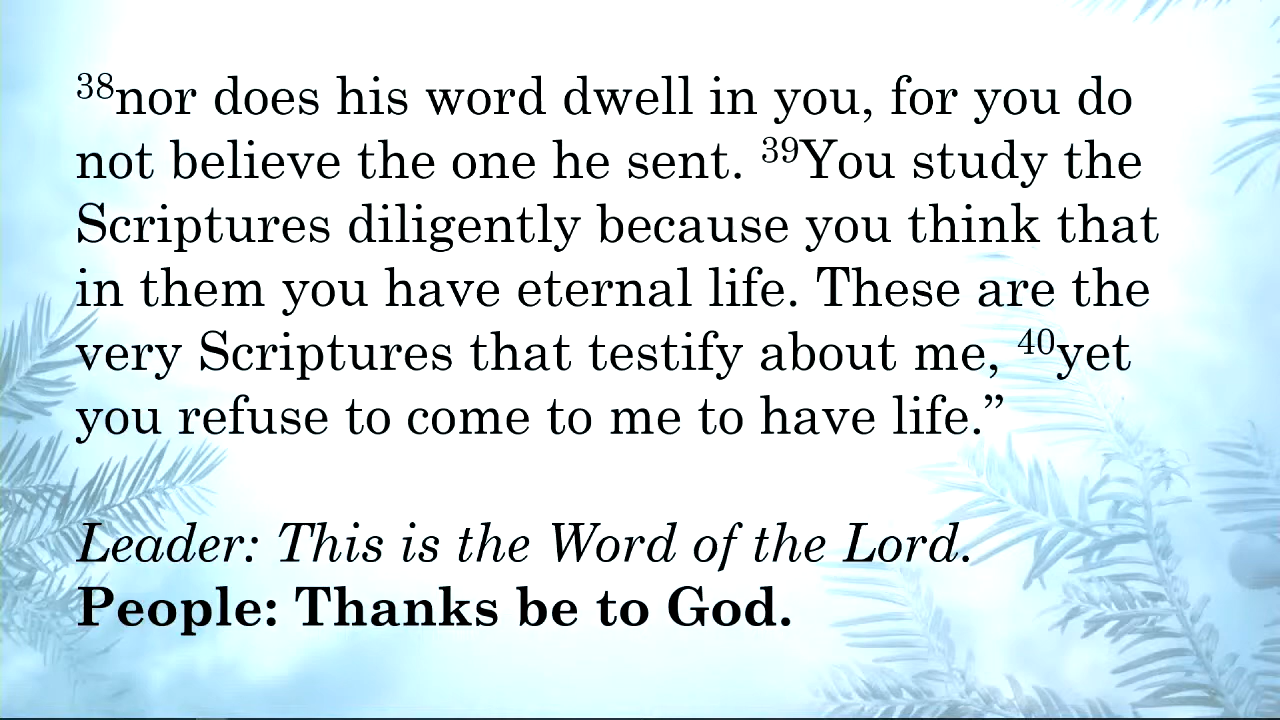 ³⁸nor does his word dwell in you, for you do
not believe the one he sent. ³⁹You study the
Scriptures diligently because you think that
in them you have eternal life. These are the
very Scriptures that testify about me, ⁴⁰yet
you refuse to come to me to have life.”
Leader: This is the Word of the Lord.
People: Thanks be to God.